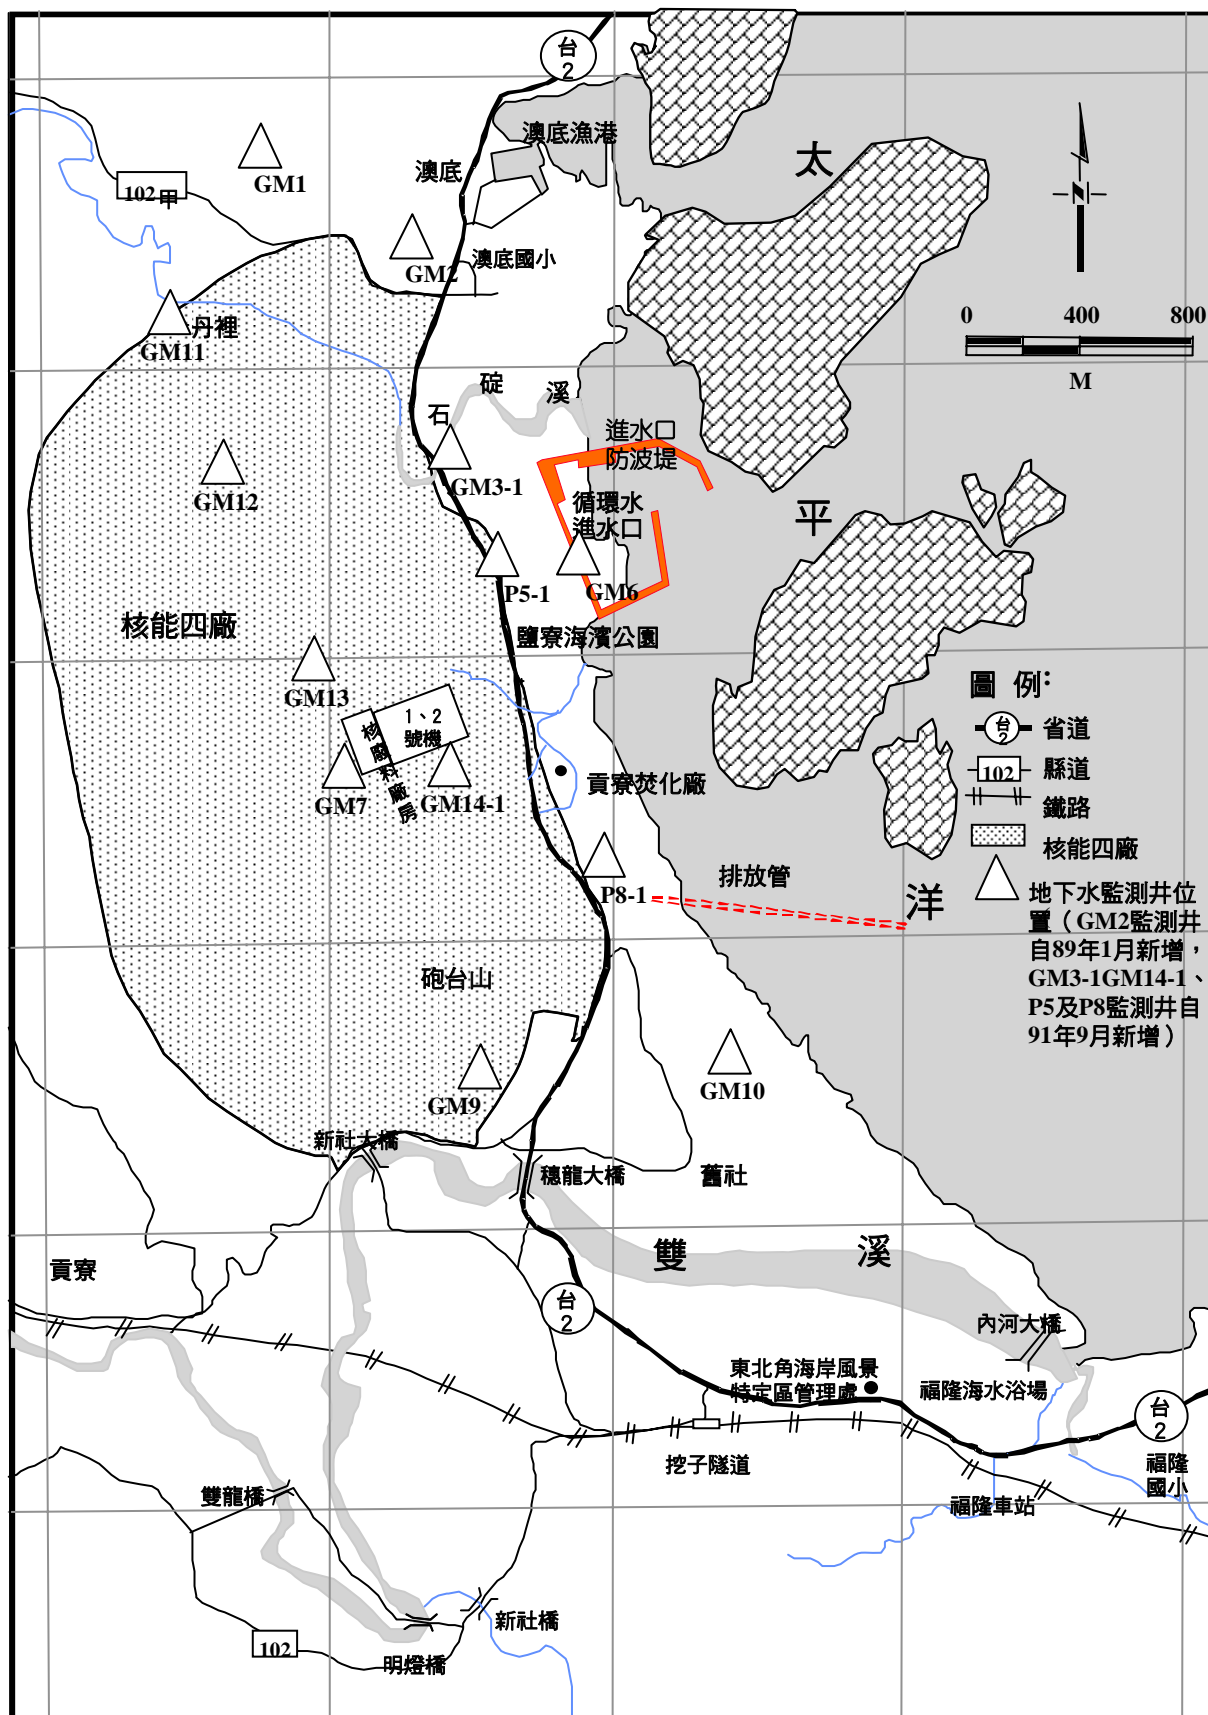 台
2
澳底漁港
澳底
太
GM1
102甲
GM2
澳底國小
0 400 800
M
丹裡
GM11
石 碇 溪
進水口
防波堤
GM3-1
GM12
循環水
進水口
平
P5-1
GM6
核能四廠
鹽寮海濱公園
GM13
1、2
號機
核廢料廠房
GM7
GM14-1
貢寮焚化廠
P8-1
排放管
洋
圖 例:
台
2
省道
102
縣道
鐵路
核能四廠
地下水監測井位
置(GM2監測井
自89年1月新增,
GM3-1GM14-1、
P5及P8監測井自
91年9月新增)
砲台山
GM9
GM10
新社大橋
穗龍大橋
舊社
雙 溪
貢寮
台
2
內河大橋
東北角海岸風景
特定區管理處
福隆海水浴場
台
2
挖子隧道
福隆
國小
雙龍橋
福隆車站
新社橋
102
明燈橋